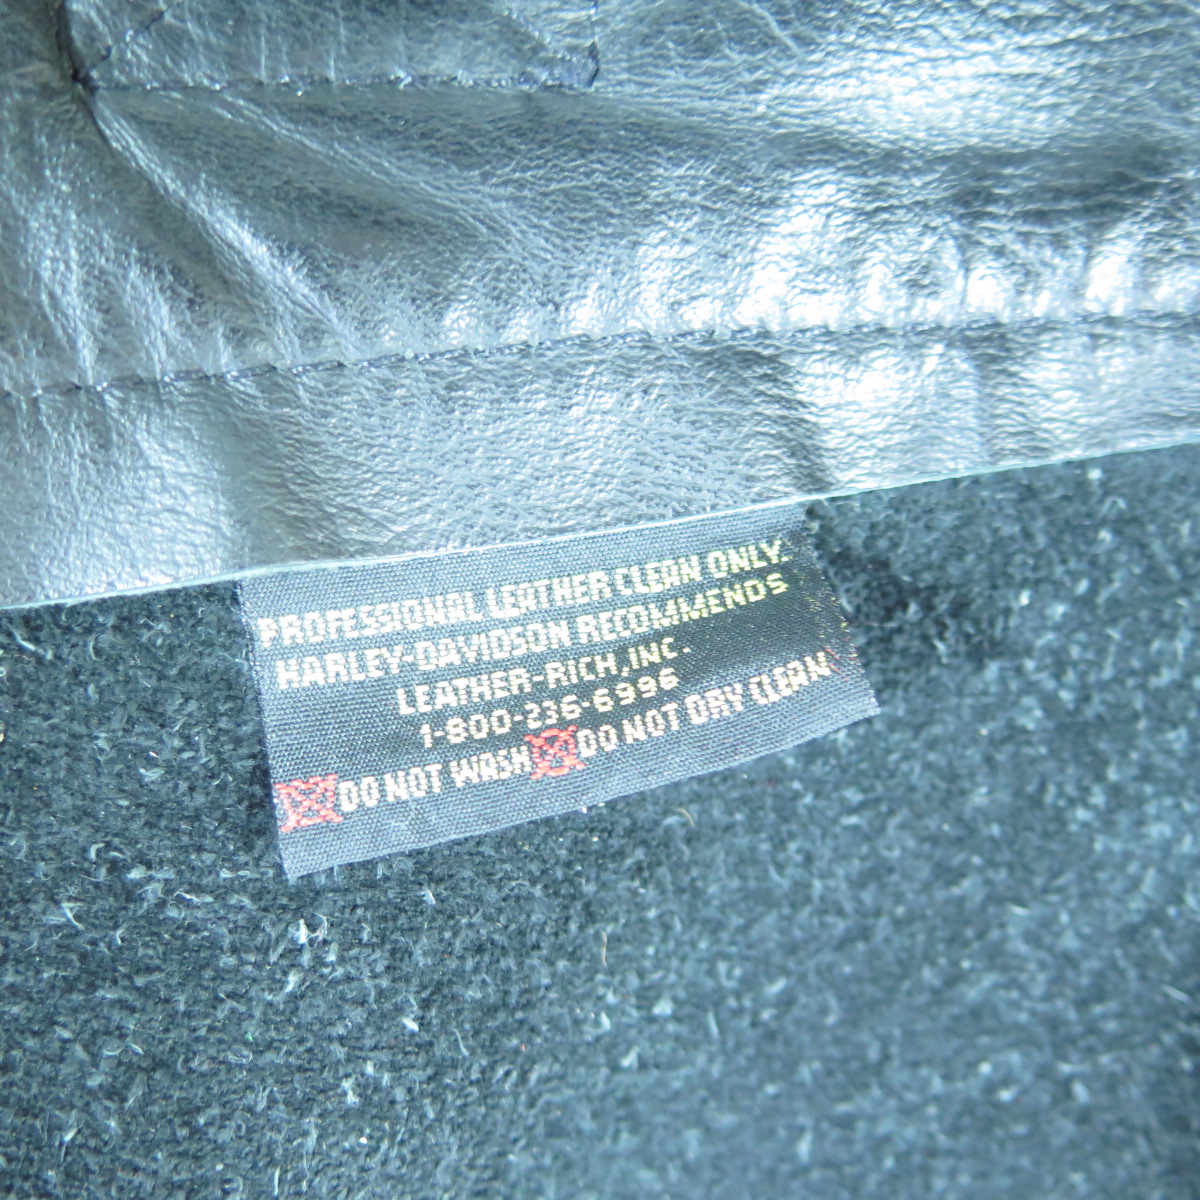 PROFESSIONAL LEATHER CLEAN ONLY.
HARLEY-DAVIDSON RECOMMENDS
LEATHER-RICH, INC.
1-800-236-6996
DO NOT WASH DO NOT DRY CLEAN